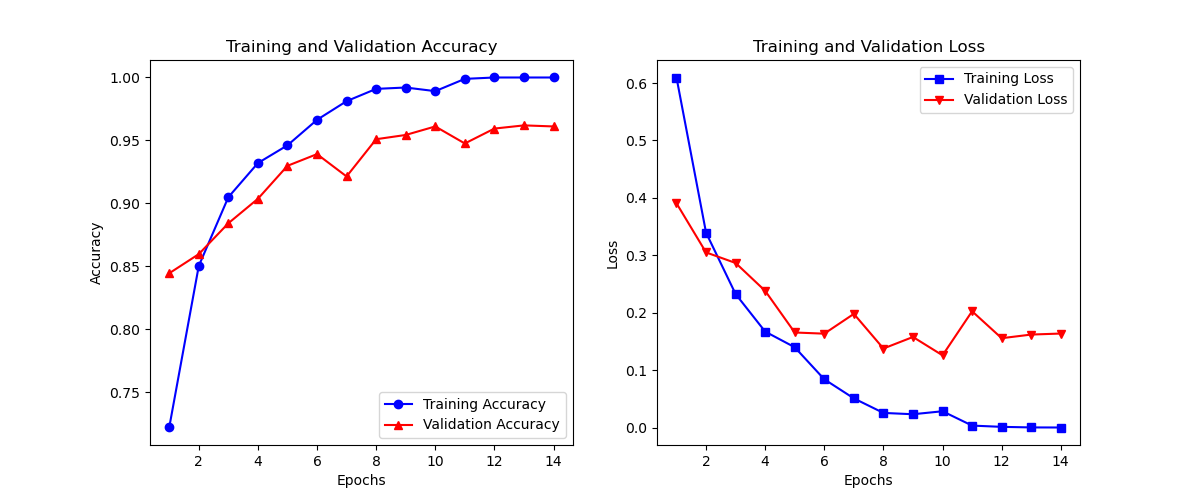 Training and Validation Accuracy
1.00
0.95
0.90
0.85
0.80
0.75
Accuracy
2 4 6 8 10 12 14
Epochs
Training Accuracy
Validation Accuracy
Training and Validation Loss
0.6
0.5
0.4
0.3
0.2
0.1
0.0
Loss
2 4 6 8 10 12 14
Epochs
Training Loss
Validation Loss